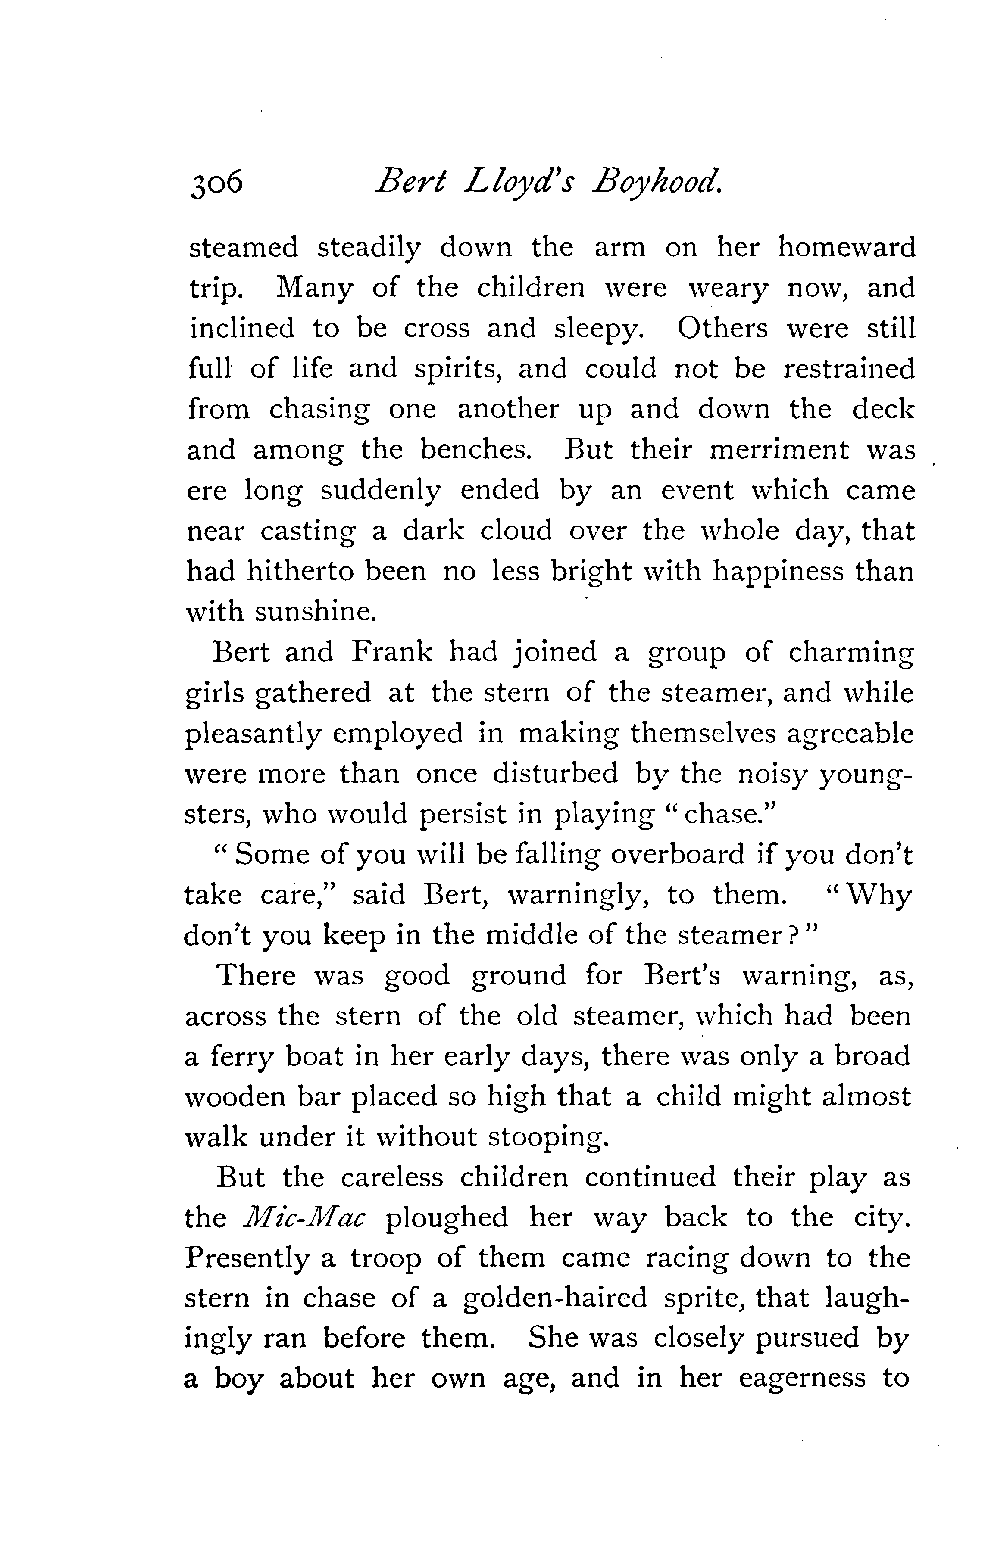 306 Bert Lloyd's Boyhood.
steamed steadily down the arm on her homeward
trip. Many of the children were weary now, and
inclined to be cross and sleepy. Others were still
full of life and spirits, and could not be restrained
from chasing one another up and down the deck
and among the benches. But their merriment was
ere long suddenly ended by an event which came
near casting a dark cloud over the whole day, that
had hitherto been no less bright with happiness than
with sunshine.
Bert and Frank had joined a group of charming
girls gathered at the stern of the steamer, and while
pleasantly employed in making themselves agreeable
were more than once disturbed by the noisy young-
sters, who would persist in playing "chase."
"Some of you will be falling overboard if you don't
take care," said Bert, warningly, to them. "Why
don't you keep in the middle of the steamer?"
There was good ground for Bert's warning, as,
across the stern of the old steamer, which had been
a ferry boat in her early days, there was only a broad
wooden bar placed so high that a child might almost
walk under it without stooping.
But the careless children continued their play as
the Mic-Mac ploughed her way back to the city.
Presently a troop of them came racing down to the
stern in chase of a golden-haired sprite, that laugh-
ingly ran before them. She was closely pursued by
a boy about her own age, and in her eagerness to